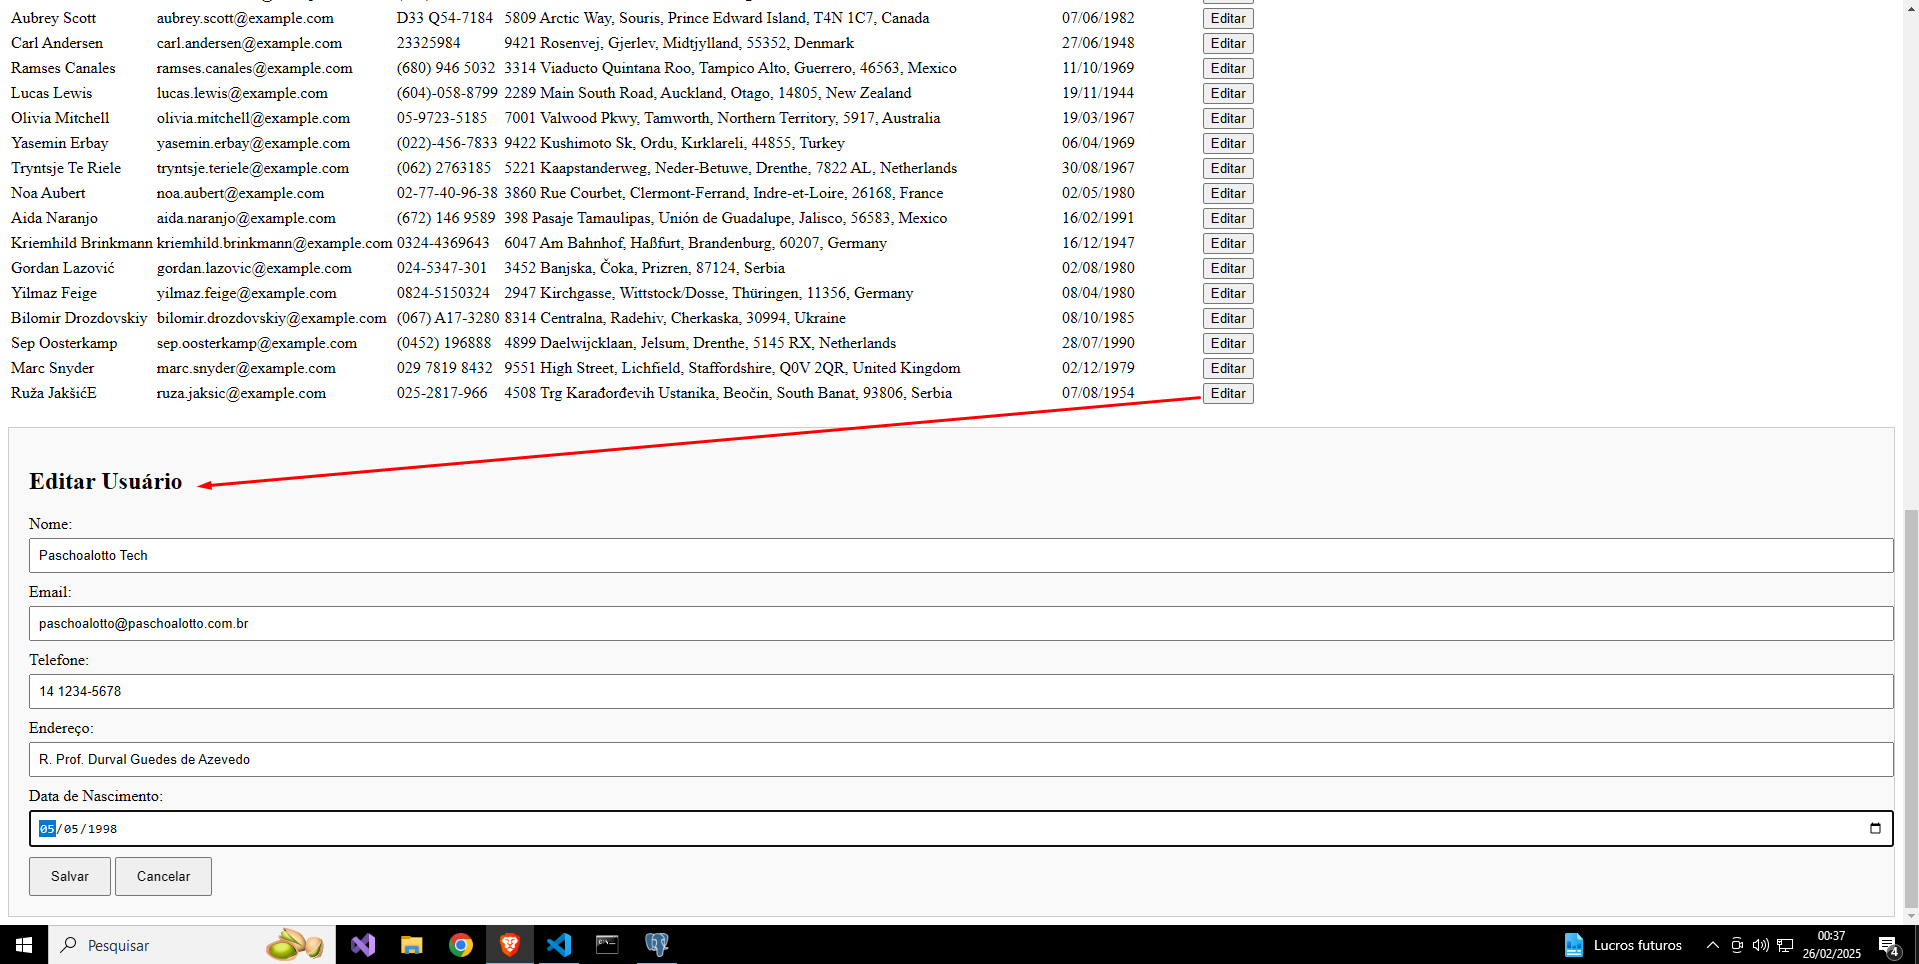 Aubrey Scott aubrey.scott@example.com D33 Q54-7184 5809 Arctic Way, Souris, Prince Edward Island, T4N 1C7, Canada 07/06/1982 Editar
Carl Andersen carl.andersen@example.com 23325984 9421 Rosenvej, Gjerlev, Midtjylland, 55352, Denmark 27/06/1948 Editar
Ramses Canales ramses.canales@example.com (680) 946 5032 3314 Viaducto Quintana Roo, Tampico Alto, Guerrero, 46563, Mexico 11/10/1969 Editar
Lucas Lewis lucas.lewis@example.com (604)-058-8799 2289 Main South Road, Auckland, Otago, 14805, New Zealand 19/11/1944 Editar
Olivia Mitchell olivia.mitchell@example.com 05-9723-5185 7001 Valwood Pkwy, Tamworth, Northern Territory, 5917, Australia 19/03/1967 Editar
Yasemin Erbay yasemin.erbay@example.com (022)-456-7833 9422 Kushimoto Sk, Ordu, Kırklareli, 44855, Turkey 06/04/1969 Editar
Tryntsje Te Riele tryntsje.teriele@example.com (062) 2763185 5221 Kaapstanderweg, Neder-Betuwe, Drenthe, 7822 AL, Netherlands 30/08/1967 Editar
Noa Aubert noa.aubert@example.com 02-77-40-96-38 3860 Rue Courbet, Clermont-Ferrand, Indre-et-Loire, 26168, France 02/05/1980 Editar
Aida Naranjo aida.naranjo@example.com (672) 146 9589 398 Pasaje Tamaulipas, Unión de Guadalupe, Jalisco, 56583, Mexico 16/02/1991 Editar
Kriemhild Brinkmann kriemhild.brinkmann@example.com 0324-4369643 6047 Am Bahnhof, Haßfurt, Brandenburg, 60207, Germany 16/12/1947 Editar
Gordan Lazović gordan.lazovic@example.com 024-5347-301 3452 Banjska, Čoka, Prizren, 87124, Serbia 02/08/1980 Editar
Yilmaz Feige yilmaz.feige@example.com 0824-5150324 2947 Kirchgasse, Wittstock/Dosse, Thüringen, 11356, Germany 08/04/1980 Editar
Bilomir Drozdovskiy bilomir.drozdovskiy@example.com (067) A17-3280 8314 Centralna, Radehiv, Cherkaska, 30994, Ukraine 08/10/1985 Editar
Sep Oosterkamp sep.oosterkamp@example.com (0452) 196888 4899 Daelwijcklaan, Jelsum, Drenthe, 5145 RX, Netherlands 28/07/1990 Editar
Marc Snyder marc.snyder@example.com 029 7819 8432 9551 High Street, Lichfield, Staffordshire, Q0V 2QR, United Kingdom 02/12/1979 Editar
Ruža JakšićE ruza.jaksic@example.com 025-2817-966 4508 Trg Karađorđevih Ustanika, Beočin, South Banat, 93806, Serbia 07/08/1954 Editar
Editar Usuário
Nome:
Paschoalotto Tech
Email:
paschoalotto@paschoalotto.com.br
Telefone:
14 1234-5678
Endereço:
R. Prof. Durval Guedes de Azevedo
Data de Nascimento:
05/05/1998
Salvar Cancelar
Pesquisar
Lucros futuros
00:37
26/02/2025
4